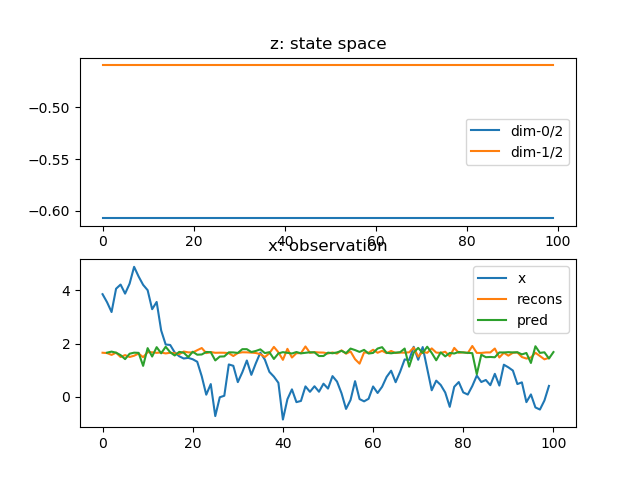 z: state space
−0.50
−0.55
−0.60
dim-0/2
dim-1/2
0 20 40 60 80 100
x: observation
4
2
0
x
recons
pred
0 20 40 60 80 100